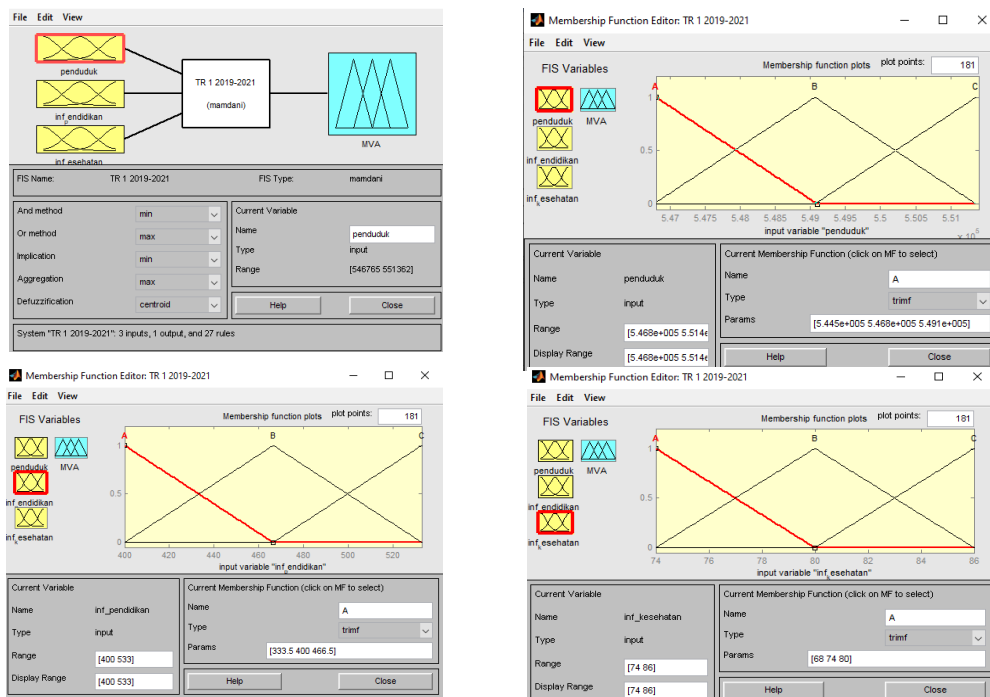 File Edit View
penduduk
inf_pendidikan
inf_kesehatan
TR 1 2019-2021
(mamdani)
MVA
FIS Name: TR 1 2019-2021 FIS Type: mamdani
And method min
Or method max
Implication min
Aggregation max
Defuzzification centroid
Current Variable
Name penduduk
Type input
Range [546765 551362]
Help Close
System "TR 1 2019-2021": 3 inputs, 1 output, and 27 rules
Membership Function Editor: TR 1 2019-2021
File Edit View
FIS Variables
Membership function plots plot points: 181
penduduk MVA
inf_endidikan
inf_kesehatan
A B C
1
0.5
0
5.47 5.475 5.48 5.485 5.49 5.495 5.5 5.505 5.51
x 10^5
input variable "penduduk"
Current Variable
Name penduduk
Type input
Range [5.468e+005 5.514e
Display Range [5.468e+005 5.514e
Current Membership Function (click on MF to select)
Name A
Type trimf
Params [5.445e+005 5.468e+005 5.491e+005]
Help Close
Membership Function Editor: TR 1 2019-2021
File Edit View
FIS Variables
Membership function plots plot points: 181
penduduk MVA
inf_endidikan
inf_esehatan
A B C
1
0.5
0
400 420 440 460 480 500 520
input variable "inf_pendidikan"
Current Variable
Name inf_pendidikan
Type input
Range [400 533]
Display Range [400 533]
Current Membership Function (click on MF to select)
Name A
Type trimf
Params [333.5 400 466.5]
Help Close
Membership Function Editor: TR 1 2019-2021
File Edit View
FIS Variables
Membership function plots plot points: 181
penduduk MVA
inf_endidikan
inf_kesehatan
A B C
1
0.5
0
74 76 78 80 82 84 86
input variable "inf_kesehatan"
Current Variable
Name inf_kesehatan
Type input
Range [74 86]
Display Range [74 86]
Current Membership Function (click on MF to select)
Name A
Type trimf
Params [68 74 80]
Help Close